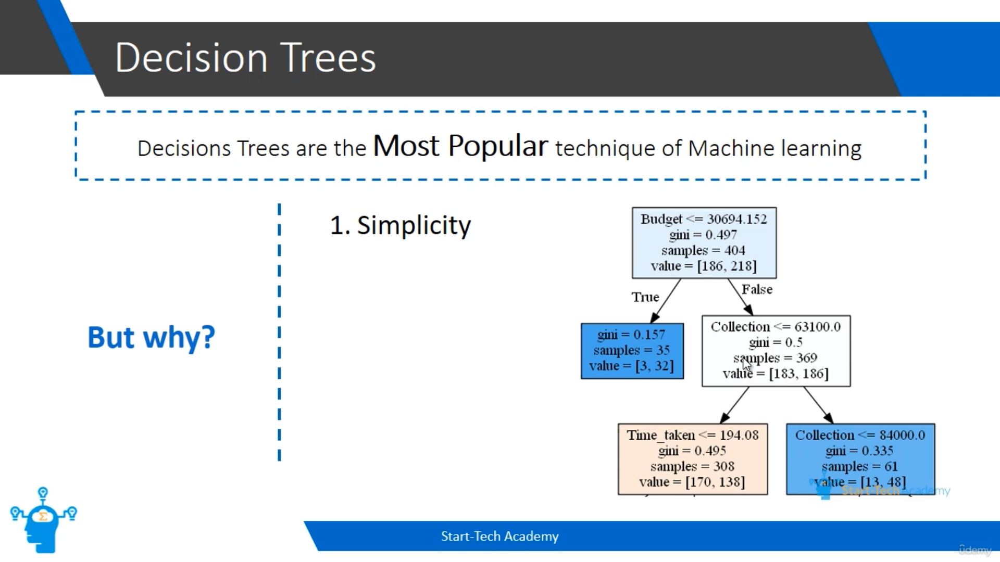 Decision Trees
Decisions Trees are the Most Popular technique of Machine learning
But why?
1. Simplicity
Budget <= 30694.152
gini = 0.497
samples = 404
value = [186, 218]
True
False
gini = 0.157
samples = 35
value = [3, 32]
Collection <= 63100.0
gini = 0.5
samples = 369
value = [183, 186]
Time_taken <= 194.08
gini = 0.495
samples = 308
value = [170, 138]
Collection <= 84000.0
gini = 0.335
samples = 61
value = [13, 48]
Start-Tech Academy
Σ
Start-Tech Academy
ûdemy